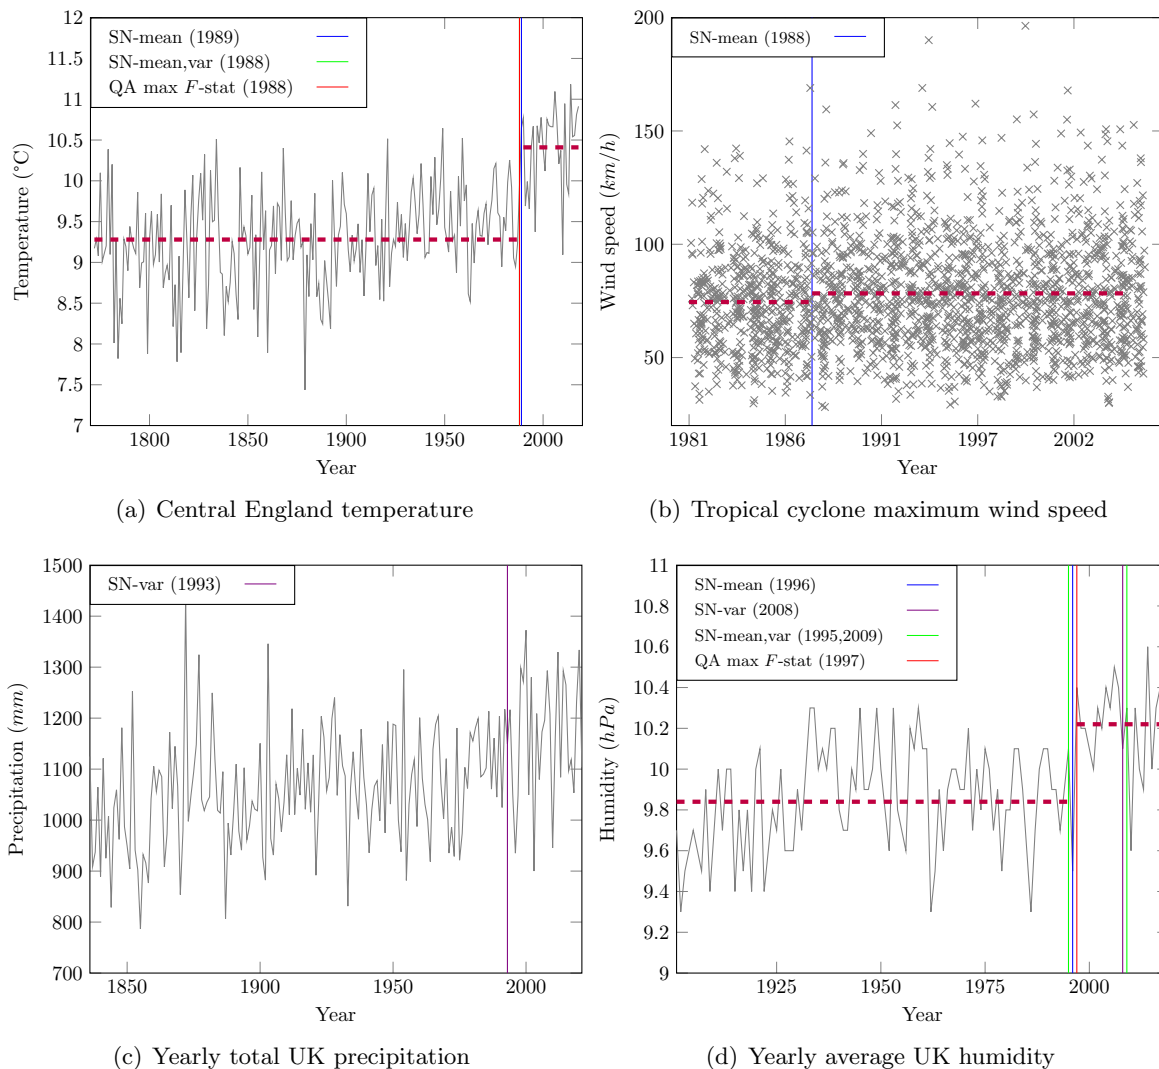 12
11.5
11
10.5
10
9.5
9
8.5
8
7.5
7
Temperature (°C)
SN-mean (1989)
SN-mean,var (1988)
QA max F-stat (1988)
1800 1850 1900 1950 2000
Year
(a) Central England temperature
200
150
100
50
Wind speed (km/h)
SN-mean (1988)
1981 1986 1991 1997 2002
Year
(b) Tropical cyclone maximum wind speed
1500
1400
1300
1200
1100
1000
900
800
700
Precipitation (mm)
SN-var (1993)
1850 1900 1950 2000
Year
(c) Yearly total UK precipitation
11
10.8
10.6
10.4
10.2
10
9.8
9.6
9.4
9.2
9
Humidity (hPa)
SN-mean (1996)
SN-var (2008)
SN-mean,var (1995,2009)
QA max F-stat (1997)
1925 1950 1975 2000
Year
(d) Yearly average UK humidity